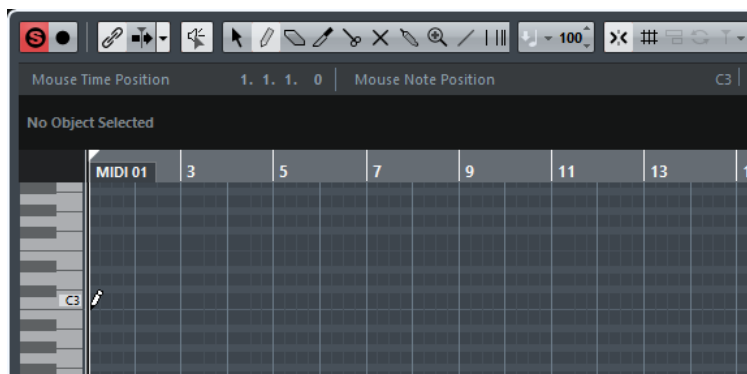 S
100
Mouse Time Position 1. 1. 1. 0 Mouse Note Position C3
No Object Selected
MIDI 01 3 5 7 9 11 13
C3